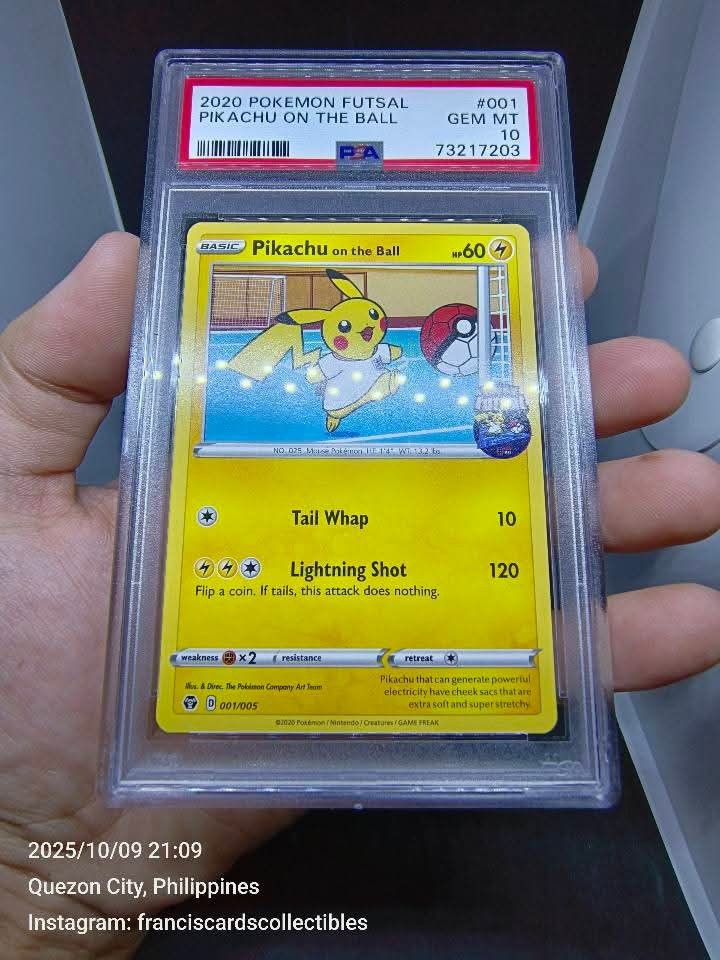 2020 POKEMON FUTSAL #001
PIKACHU ON THE BALL GEM MT
10
PSA 73217203
BASIC Pikachu on the Ball HP 60
NO. 025 Mouse Pokémon HT: 1'4" WT: 13.2 lbs
Tail Whap 10
Lightning Shot 120
Flip a coin. If tails, this attack does nothing.
weakness ×2 resistance retreat
Illus. & Direc. The Pokémon Company Art Team
Pikachu that can generate powerful
electricity have cheek sacs that are
extra soft and super stretchy.
D 001/005
©2020 Pokémon / Nintendo / Creatures / GAME FREAK
2025/10/09 21:09
Quezon City, Philippines
Instagram: franciscardscollectibles